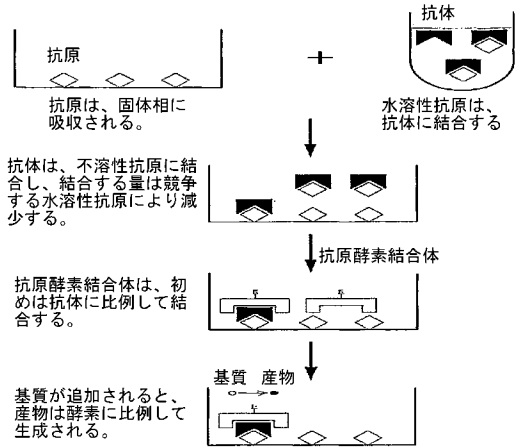 抗原
抗原は、固体相に
吸収される。
抗体
水溶性抗原は、
抗体に結合する
抗体は、不溶性抗原に結
合し、結合する量は競争
する水溶性抗原により減
少する。
抗原酵素結合体
抗原酵素結合体は、初
めは抗体に比例して結
合する。
基質 産物
基質が追加されると、
産物は酵素に比例して
生成される。